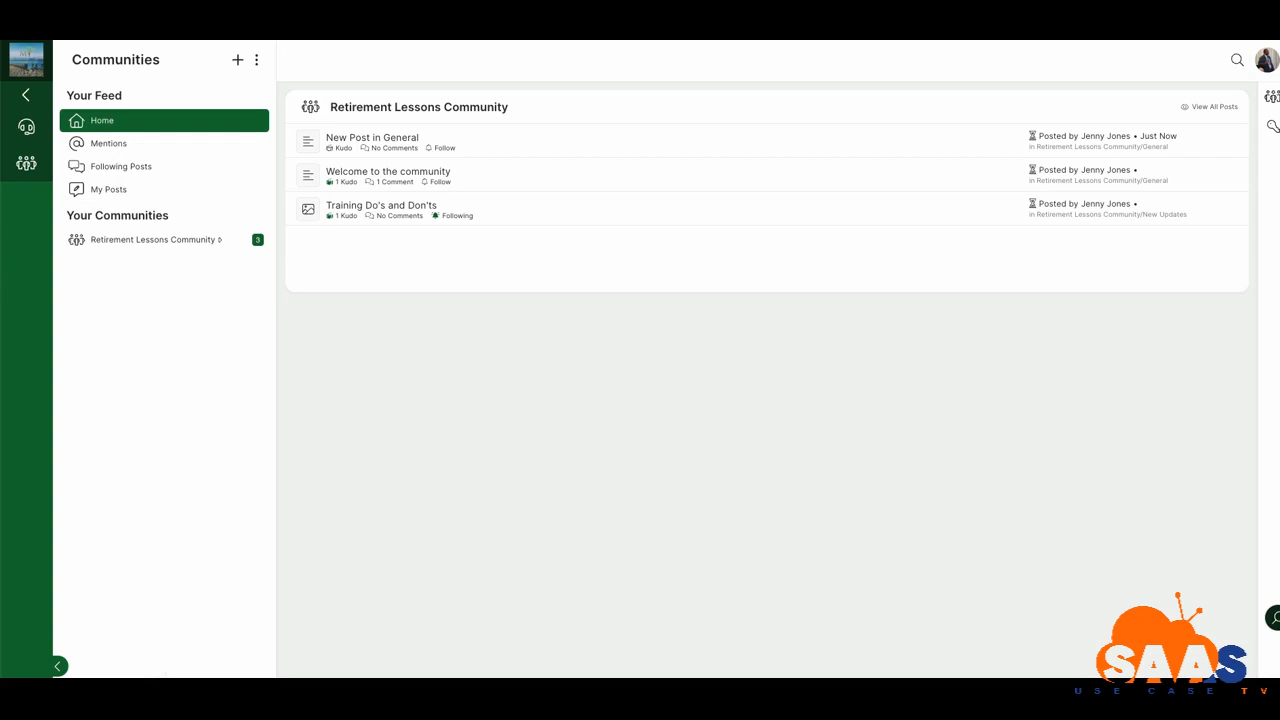 Communities
Your Feed
Home
Mentions
Following Posts
My Posts
Your Communities
Retirement Lessons Community
3
Retirement Lessons Community
View All Posts
New Post in General
Kudo No Comments Follow
Posted by Jenny Jones • Just Now
in Retirement Lessons Community/General
Welcome to the community
1 Kudo 1 Comment Follow
Posted by Jenny Jones •
in Retirement Lessons Community/General
Training Do's and Don'ts
1 Kudo No Comments Following
Posted by Jenny Jones •
in Retirement Lessons Community/New Updates
SAAS
USE CASE TV